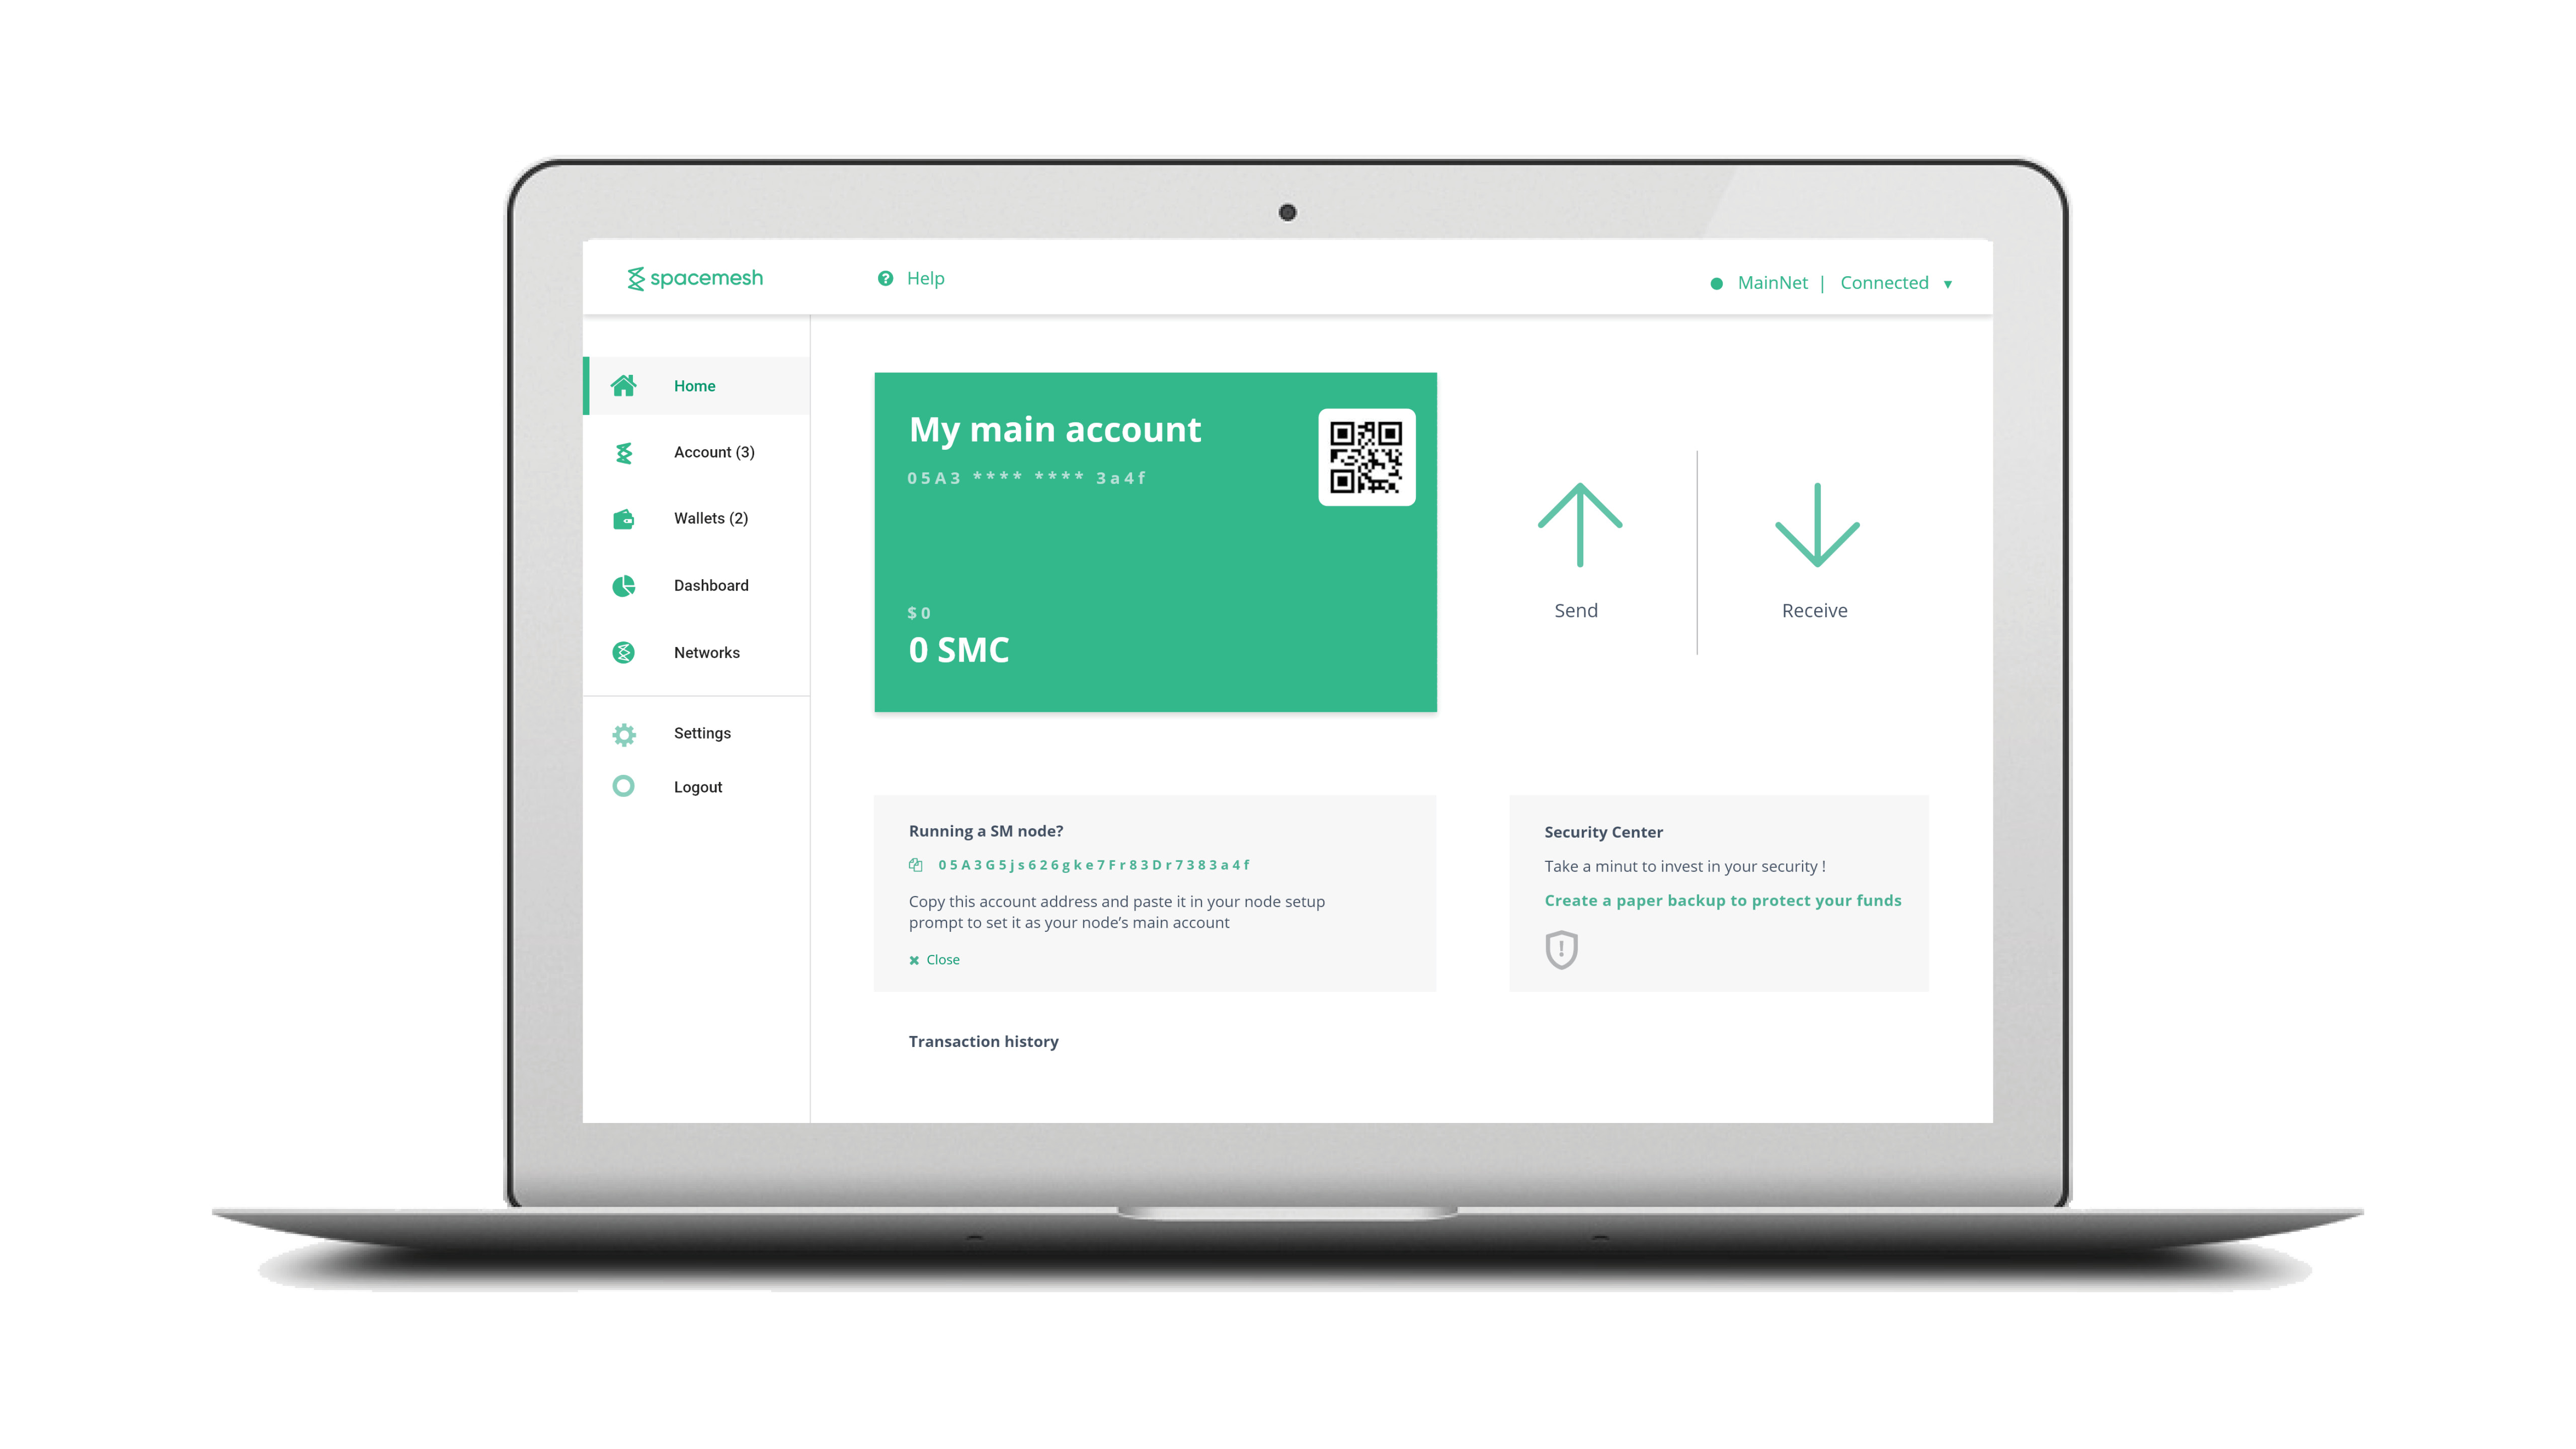 spacemesh
Help
MainNet | Connected ▾
Home
Account (3)
Wallets (2)
Dashboard
Networks
Settings
Logout
My main account
05A3 **** **** 3a4f
$0
0 SMC
Send
Receive
Running a SM node?
05A3G5js626gke7Fr83Dr7383a4f
Copy this account address and paste it in your node setup
prompt to set it as your node’s main account
Close
Security Center
Take a minut to invest in your security !
Create a paper backup to protect your funds
Transaction history